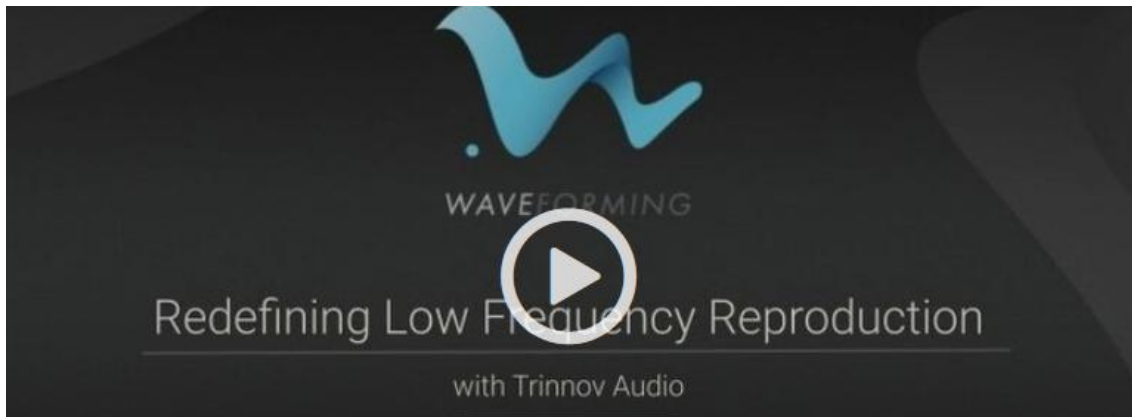 WAVEFORMING
Redefining Low Frequency Reproduction
with Trinnov Audio